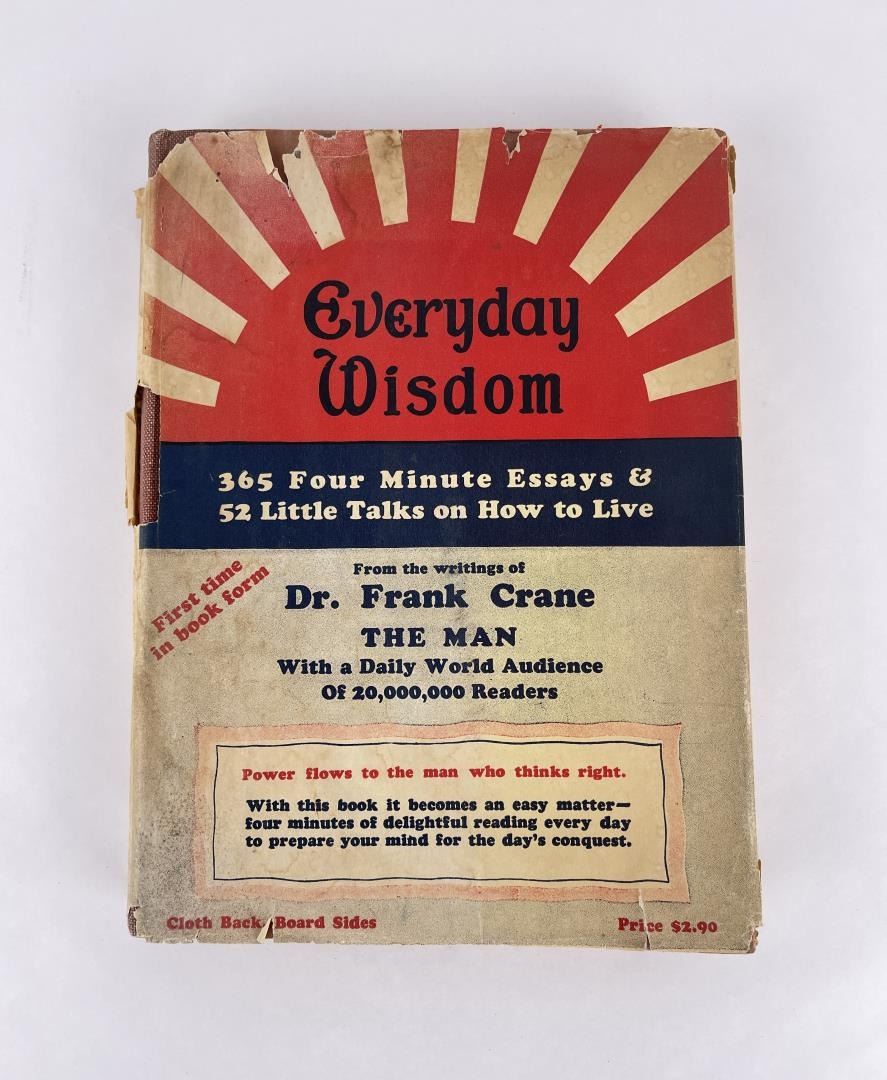 Everyday
Wisdom
365 Four Minute Essays &
52 Little Talks on How to Live
First time
in book form
From the writings of
Dr. Frank Crane
THE MAN
With a Daily World Audience
Of 20,000,000 Readers
Power flows to the man who thinks right.
With this book it becomes an easy matter—
four minutes of delightful reading every day
to prepare your mind for the day's conquest.
Cloth Back, Board Sides
Price $2.90